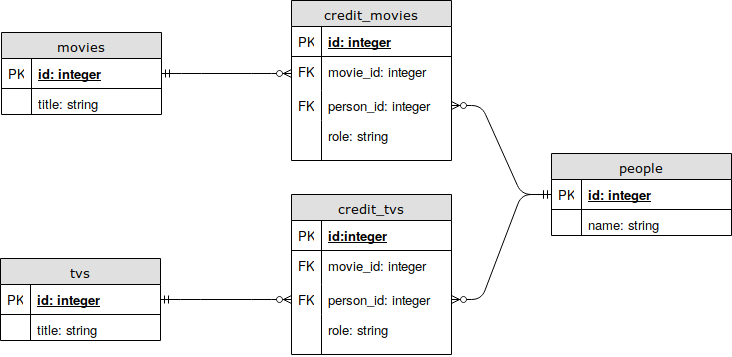 movies
PK id: integer
title: string
credit_movies
PK id: integer
FK movie_id: integer
FK person_id: integer
role: string
people
PK id: integer
name: string
credit_tvs
PK id:integer
FK movie_id: integer
FK person_id: integer
role: string
tvs
PK id: integer
title: string